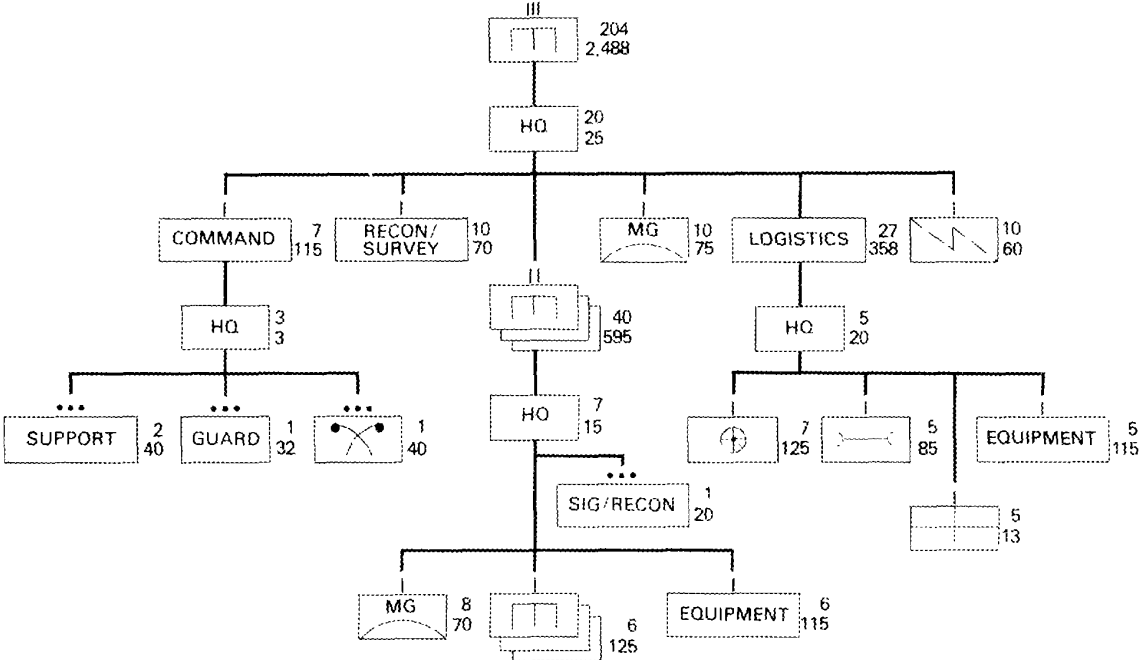 204
2,488
HQ
20
25
COMMAND
7
115
RECON/
SURVEY
10
70
MG
10
75
LOGISTICS
27
358
10
60
HQ
3
3
40
595
HQ
5
20
SUPPORT
2
40
GUARD
1
32
1
40
HQ
7
15
7
125
5
85
EQUIPMENT
5
115
SIG/RECON
1
20
5
13
MG
8
70
6
125
EQUIPMENT
6
115